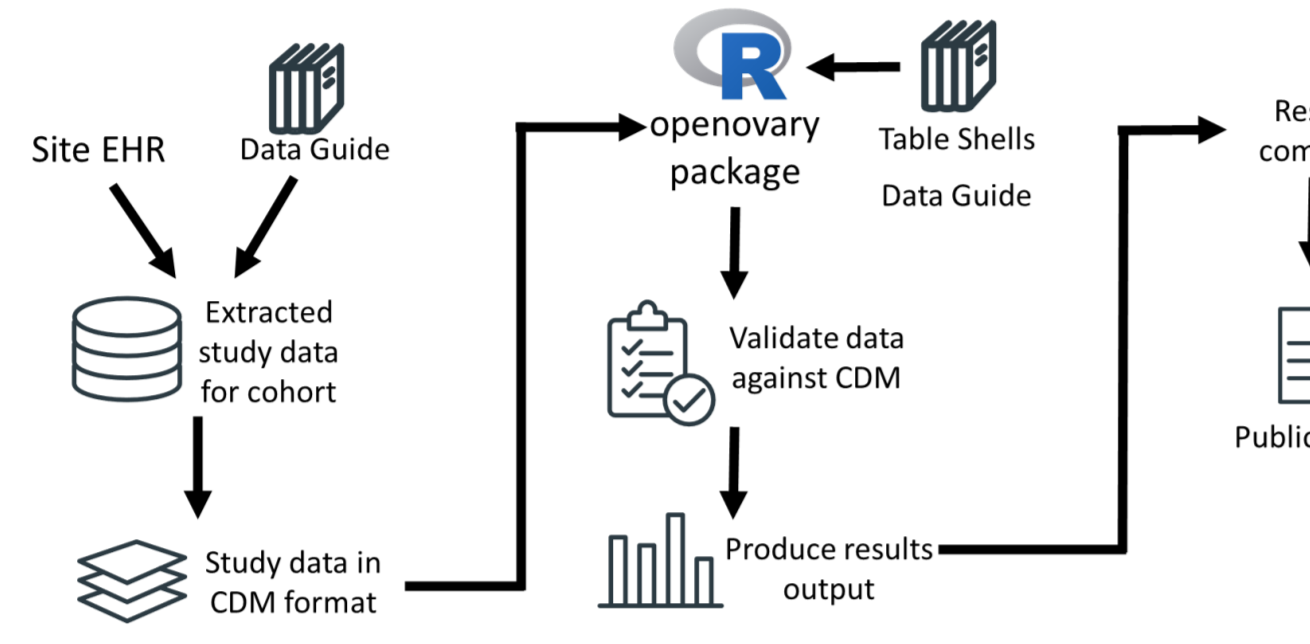 Site EHR
Data Guide
Extracted
study data
for cohort
Study data in
CDM format
R
openovary
package
Table Shells
Data Guide
Validate data
against CDM
Produce results
output